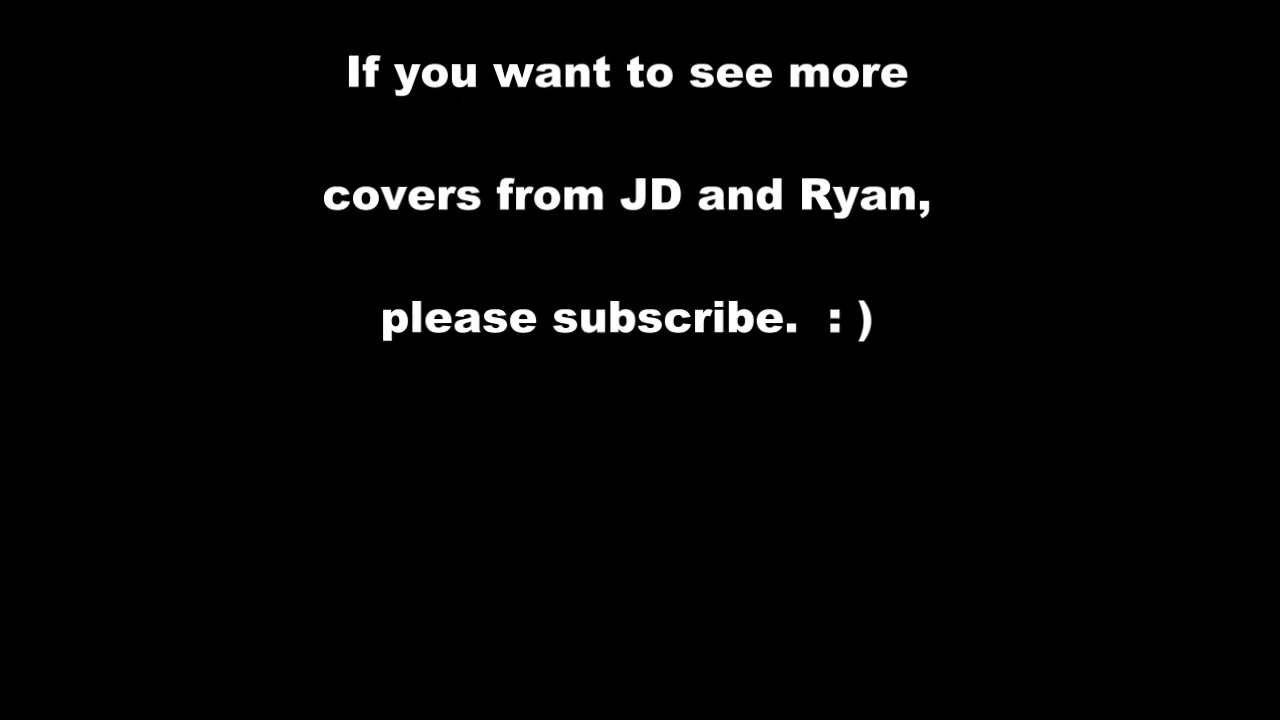 If you want to see more
covers from JD and Ryan,
please subscribe.  : )